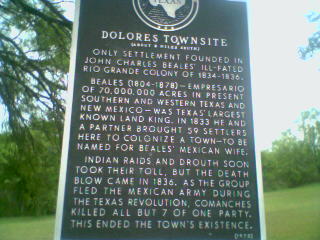 TEXAS
DOLORES TOWNSITE
(ABOUT 8 MILES SOUTH)
ONLY SETTLEMENT FOUNDED IN
JOHN CHARLES BEALES' ILL-FATED
RIO GRANDE COLONY OF 1834-1836.
BEALES (1804-1878)—EMPRESARIO
OF 70,000,000 ACRES IN PRESENT
SOUTHERN AND WESTERN TEXAS AND
NEW MEXICO—WAS TEXAS' LARGEST
KNOWN LAND KING. IN 1833 HE AND
A PARTNER BROUGHT 59 SETTLERS
HERE TO COLONIZE A TOWN—TO BE
NAMED FOR BEALES' MEXICAN WIFE.
INDIAN RAIDS AND DROUTH SOON
TOOK THEIR TOLL, BUT THE DEATH
BLOW CAME IN 1836. AS THE GROUP
FLED THE MEXICAN ARMY DURING
THE TEXAS REVOLUTION, COMANCHES
KILLED ALL BUT 7 OF ONE PARTY.
THIS ENDED THE TOWN'S EXISTENCE.